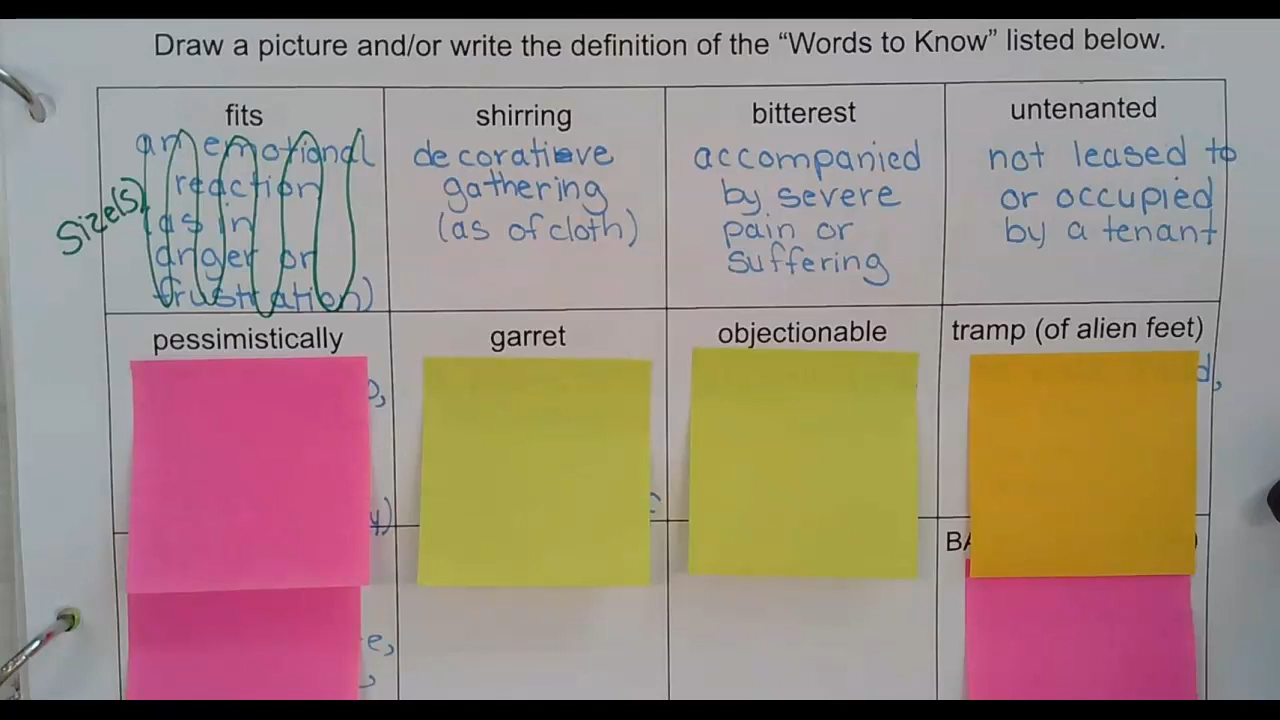 Draw a picture and/or write the definition of the “Words to Know” listed below.
fits
an emotional
reaction
(as in
anger or
frustration)
Size(s)
shirring
decorative
gathering
(as of cloth)
bitterest
accompanied
by severe
pain or
suffering
untenanted
not leased to
or occupied
by a tenant
pessimistically
garret
objectionable
tramp (of alien feet)